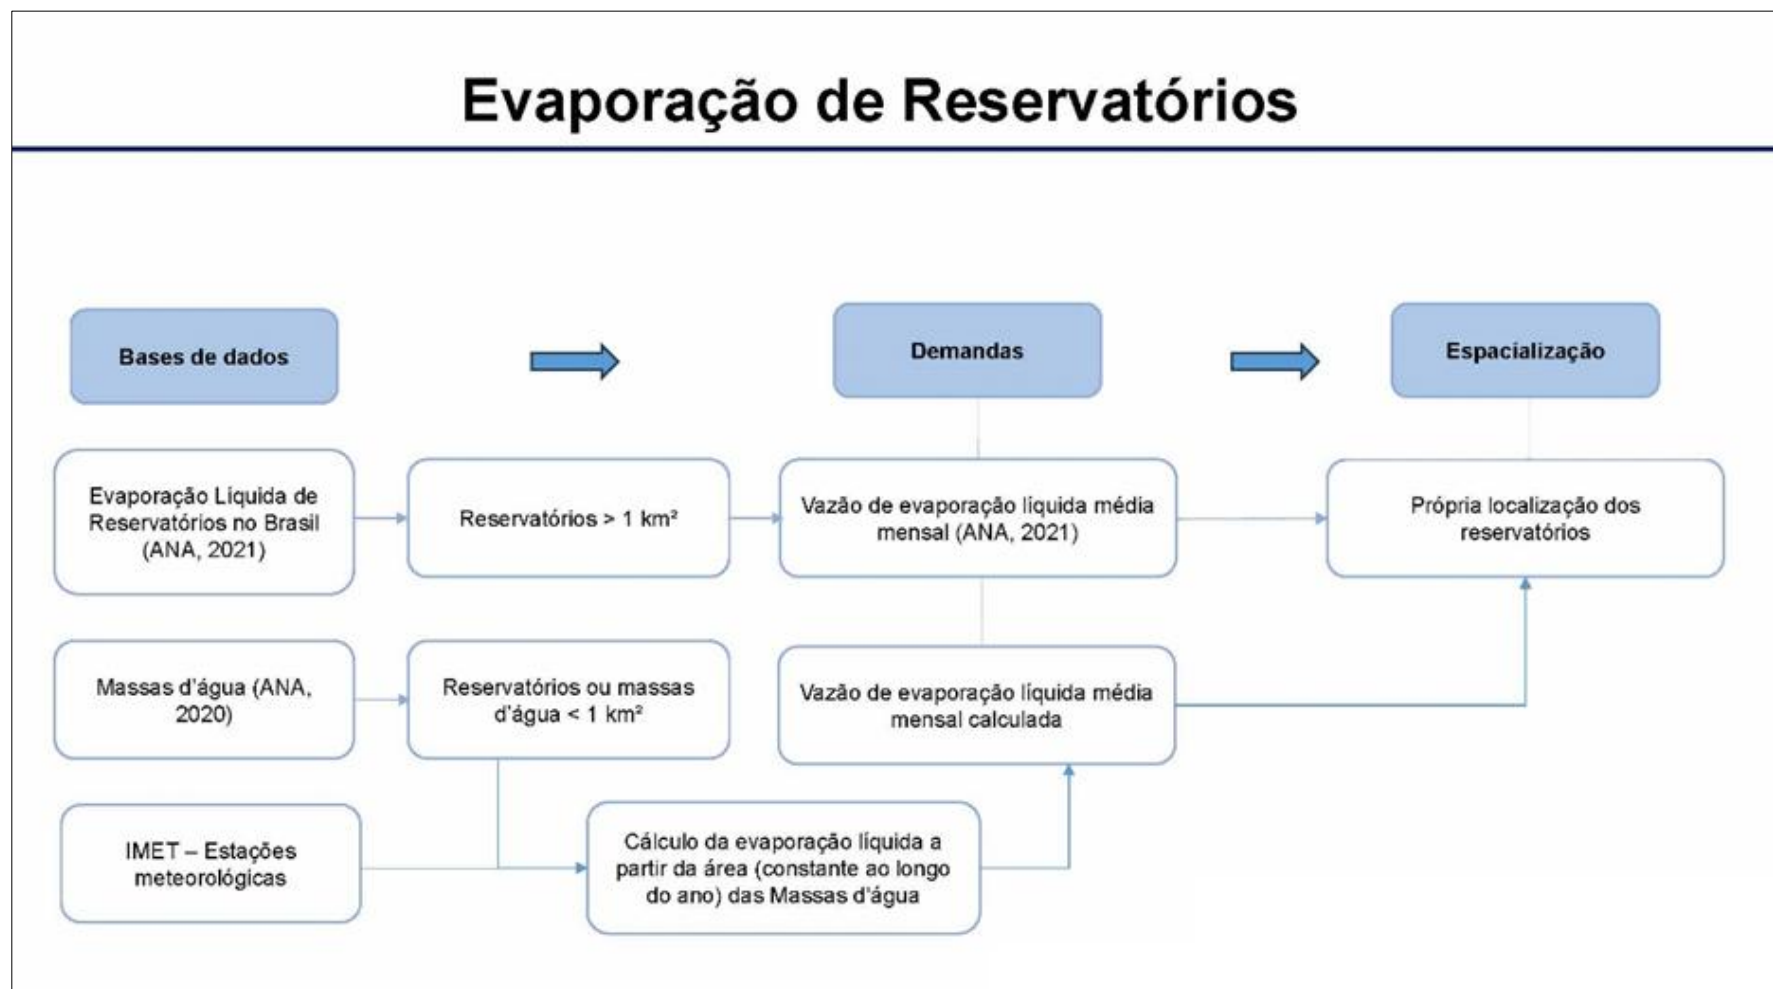 Evaporação de Reservatórios
Bases de dados
Demandas
Espacialização
Evaporação Líquida de
Reservatórios no Brasil
(ANA, 2021)
Reservatórios > 1 km²
Vazão de evaporação líquida média
mensal (ANA, 2021)
Própria localização dos
reservatórios
Massas d'água (ANA,
2020)
Reservatórios ou massas
d'água < 1 km²
Vazão de evaporação líquida média
mensal calculada
IMET – Estações
meteorológicas
Cálculo da evaporação líquida a
partir da área (constante ao longo
do ano) das Massas d'água